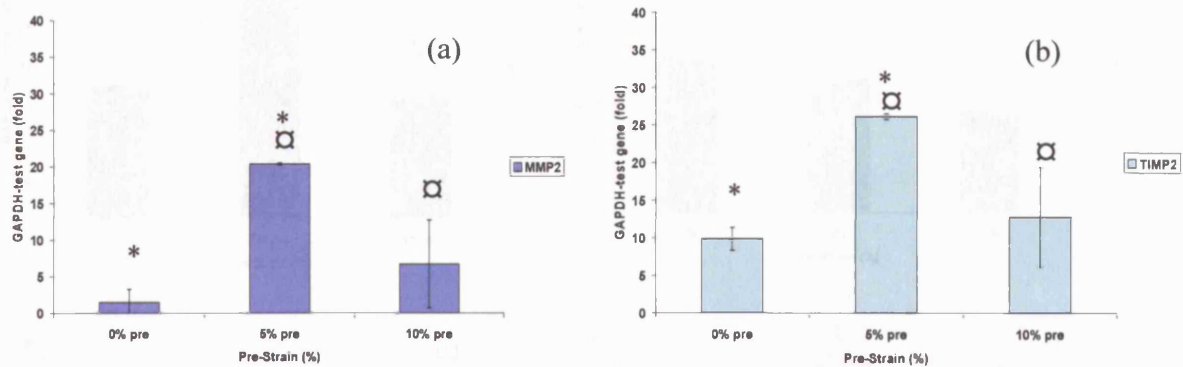 40
35
30
25
20
15
10
5
0
GAPDH-test gene (fold)
(a)
*
*
¤
¤
MMP2
0% pre
5% pre
10% pre
Pre-Strain (%)
40
35
30
25
20
15
10
5
0
GAPDH-test gene (fold)
(b)
*
*
¤
¤
TIMP2
0% pre
5% pre
10% pre
Pre-Strain (%)